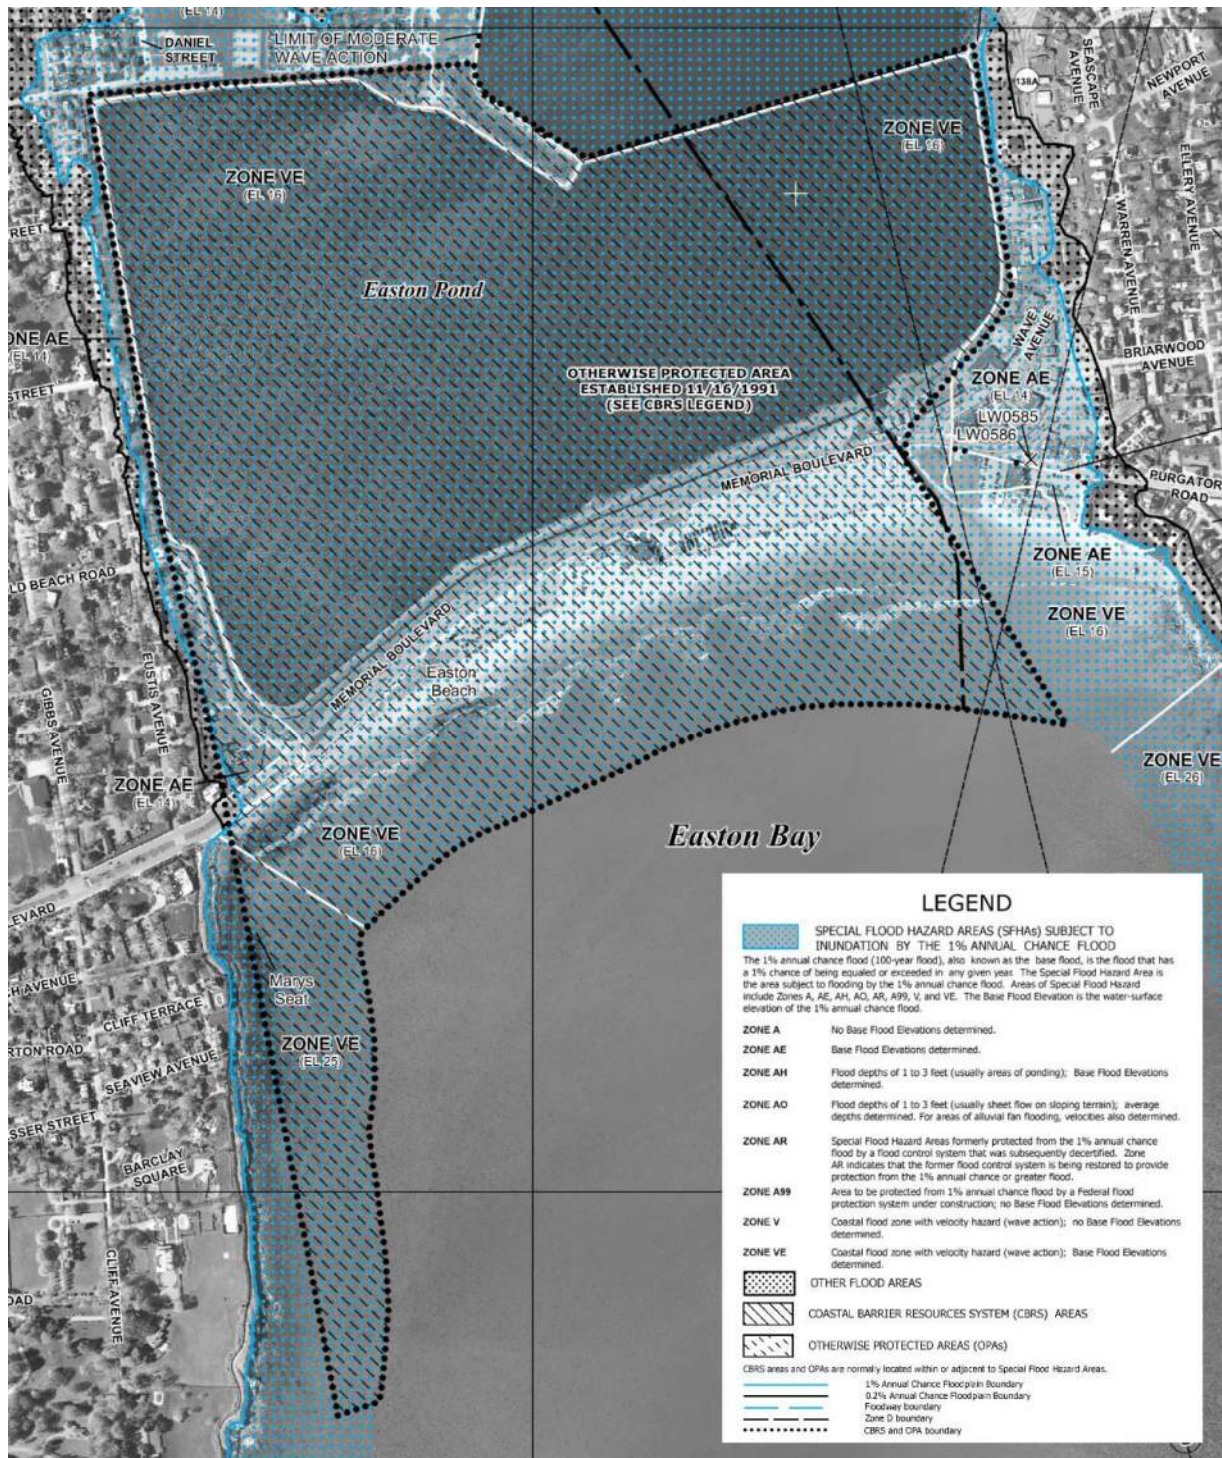 (EL 14)
DANIEL
STREET
LIMIT OF MODERATE
WAVE ACTION
SEASCAPE
AVENUE
138A
NEWPORT
AVENUE
ZONE VE
(EL 16)
ZONE VE
(EL 16)
ELLERY AVENUE
WARREN AVENUE
REET
Easton Pond
WAVE
AVENUE
ONE AE
(EL 14)
BRIARWOOD
AVENUE
OTHERWISE PROTECTED AREA
ESTABLISHED 11/16/1991
(SEE CBRS LEGEND)
ZONE AE
(EL 14)
STREET
LW0585
LW0586
MEMORIAL BOULEVARD
PURGATOR
ROAD
ZONE AE
(EL 15)
LD BEACH ROAD
ZONE VE
(EL 16)
MEMORIAL BOULEVARD
EUSTIS AVENUE
GIBBS AVENUE
Easton
Beach
ZONE VE
(EL 26)
ZONE AE
(EL 14)
ZONE VE
(EL 16)
Easton Bay
EVARD
Marys
Seat
H AVENUE
CLIFF TERRACE
RTON ROAD
SEAVIEW AVENUE
ZONE VE
(EL 25)
SSER STREET
BARCLAY
SQUARE
CLIFF AVENUE
OAD
LEGEND
SPECIAL FLOOD HAZARD AREAS (SFHAs) SUBJECT TO
INUNDATION BY THE 1% ANNUAL CHANCE FLOOD
The 1% annual chance flood (100-year flood), also known as the base flood, is the flood that has
a 1% chance of being equaled or exceeded in any given year. The Special Flood Hazard Area is
the area subject to flooding by the 1% annual chance flood. Areas of Special Flood Hazard
include Zones A, AE, AH, AO, AR, A99, V, and VE. The Base Flood Elevation is the water-surface
elevation of the 1% annual chance flood.
ZONE A No Base Flood Elevations determined.
ZONE AE Base Flood Elevations determined.
ZONE AH Flood depths of 1 to 3 feet (usually areas of ponding); Base Flood Elevations
determined.
ZONE AO Flood depths of 1 to 3 feet (usually sheet flow on sloping terrain); average
depths determined. For areas of alluvial fan flooding, velocities also determined.
ZONE AR Special Flood Hazard Areas formerly protected from the 1% annual chance
flood by a flood control system that was subsequently decertified. Zone
AR indicates that the former flood control system is being restored to provide
protection from the 1% annual chance or greater flood.
ZONE A99 Area to be protected from 1% annual chance flood by a Federal flood
protection system under construction; no Base Flood Elevations determined.
ZONE V Coastal flood zone with velocity hazard (wave action); no Base Flood Elevations
determined.
ZONE VE Coastal flood zone with velocity hazard (wave action); Base Flood Elevations
determined.
OTHER FLOOD AREAS
COASTAL BARRIER RESOURCES SYSTEM (CBRS) AREAS
OTHERWISE PROTECTED AREAS (OPAs)
CBRS areas and OPAs are normally located within or adjacent to Special Flood Hazard Areas.
1% Annual Chance Floodplain Boundary
0.2% Annual Chance Floodplain Boundary
Foodway boundary
Zone D boundary
CBRS and OPA boundary